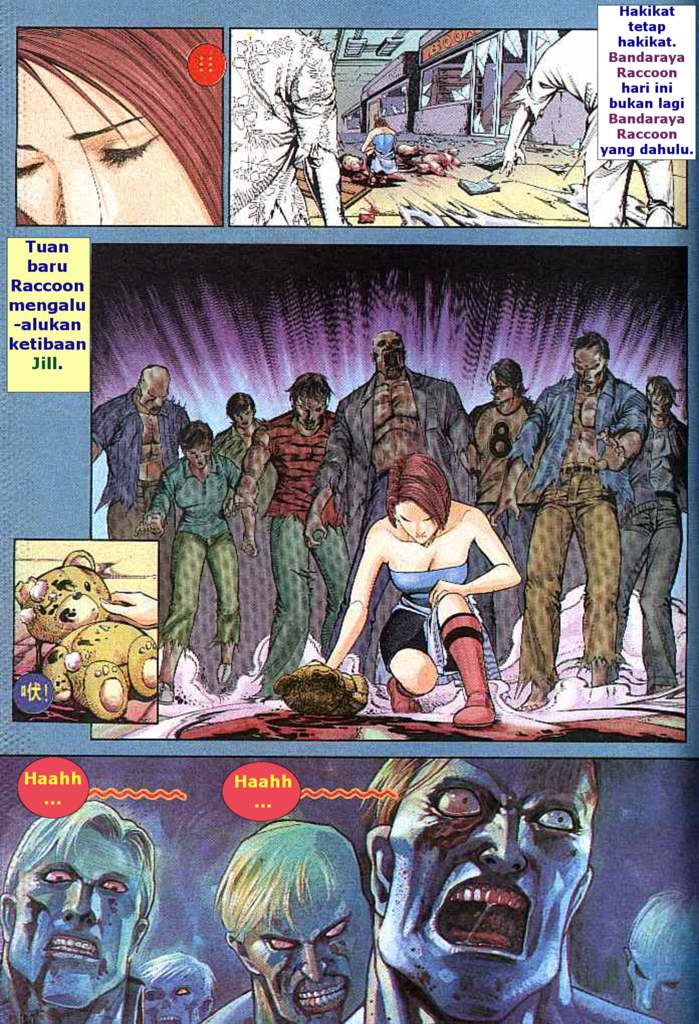 Hakikat
tetap
hakikat.
Bandaraya
Raccoon
hari ini
bukan lagi
Bandaraya
Raccoon
yang dahulu.
Tuan
baru
Raccoon
mengalu
-alukan
ketibaan
Jill.
8
吠!
Haahh
...
Haahh
...